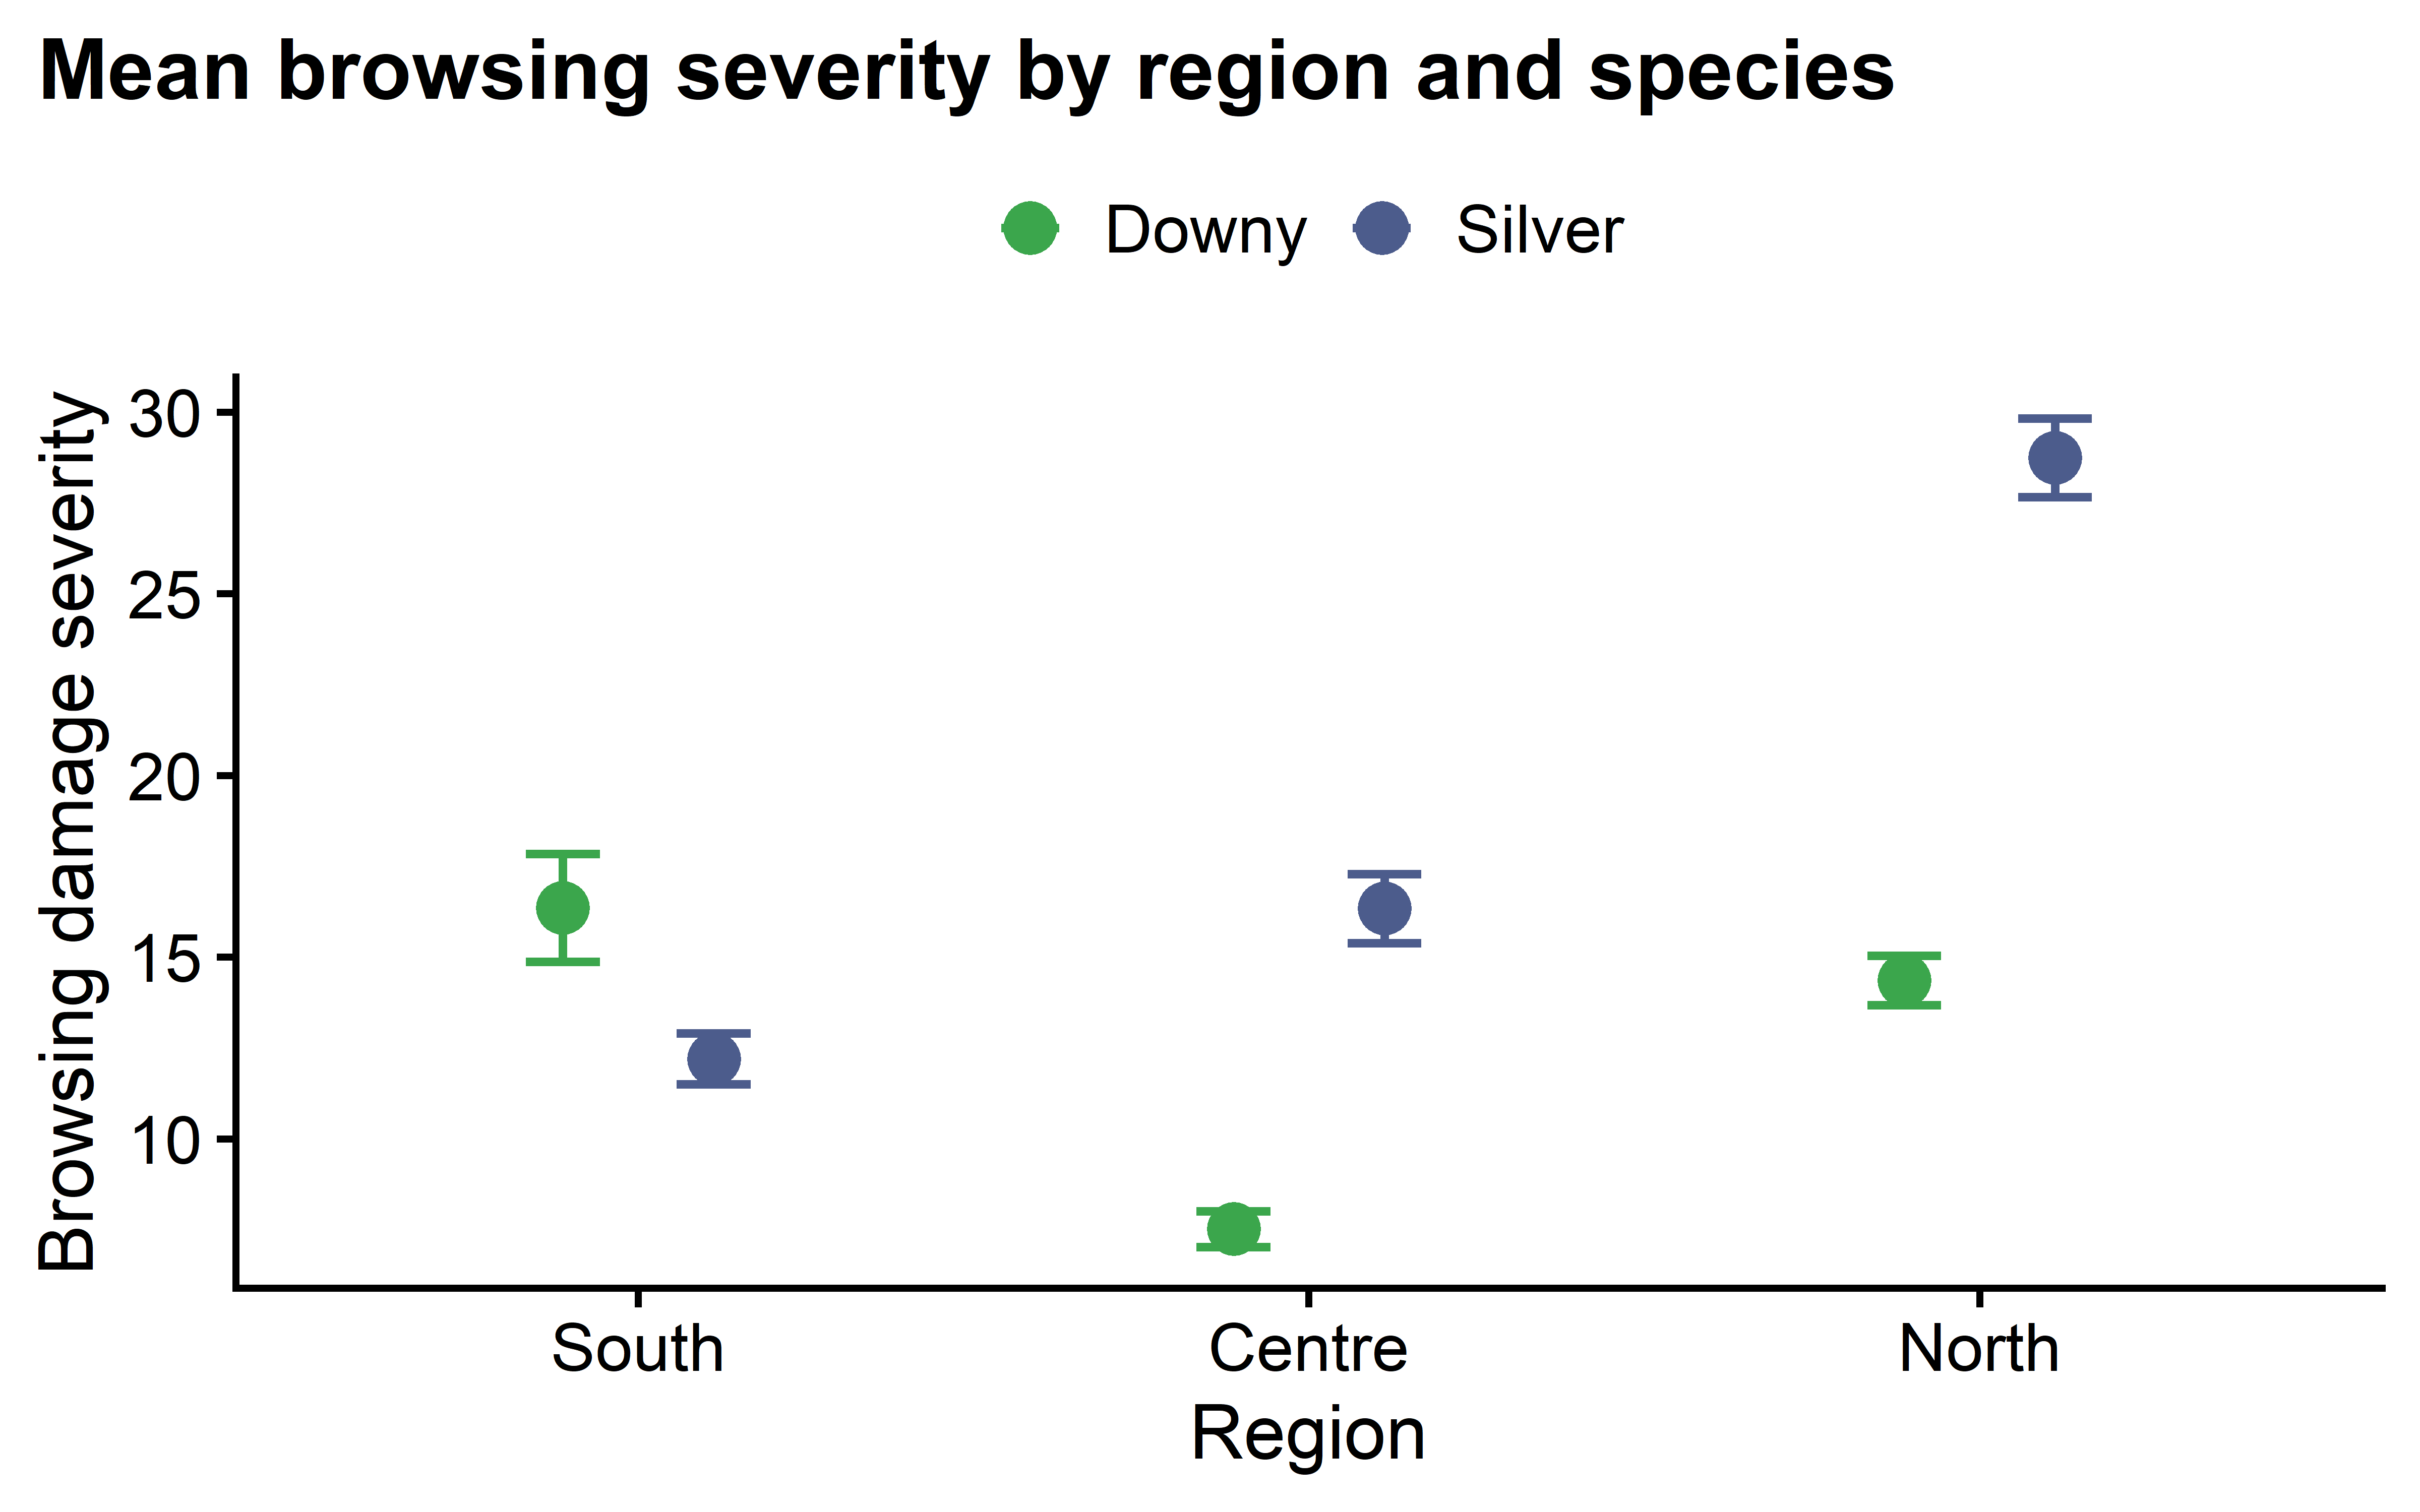 Mean browsing severity by region and species
Downy Silver
Browsing damage severity
30
25
20
15
10
South Centre North
Region